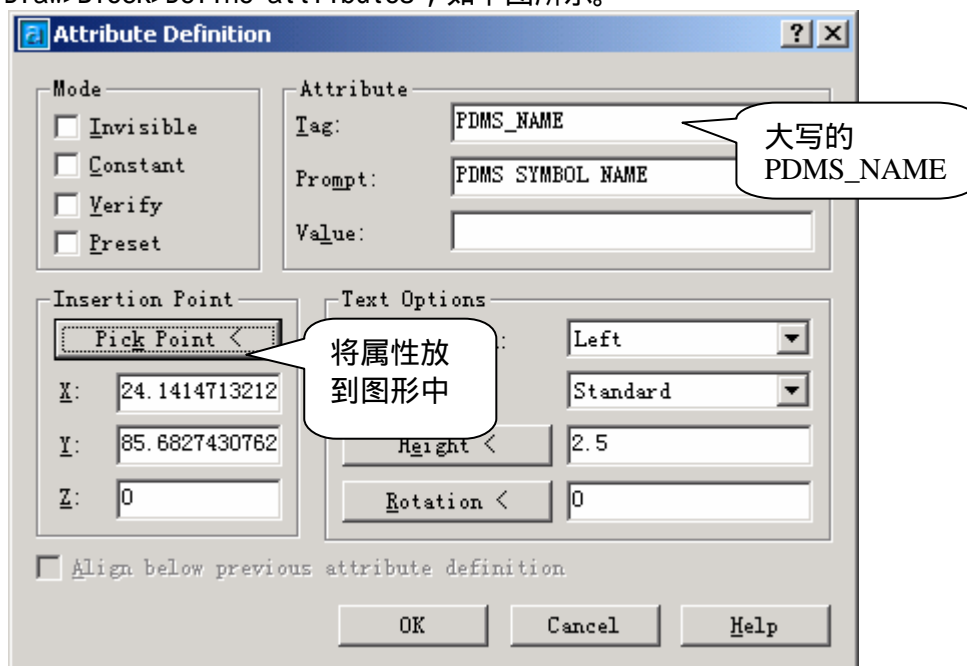 Draw>Block>Define attributes，如下图所示。
Attribute Definition
Mode
Invisible
Constant
Verify
Preset
Attribute
Tag: PDMS_NAME
Prompt: PDMS SYMBOL NAME
Value:
大写的
PDMS_NAME
Insertion Point
Pick Point <
X: 24.1414713212
Y: 85.6827430762
Z: 0
将属性放
到图形中
Text Options
Left
Standard
Height < 2.5
Rotation < 0
Align below previous attribute definition
OK Cancel Help